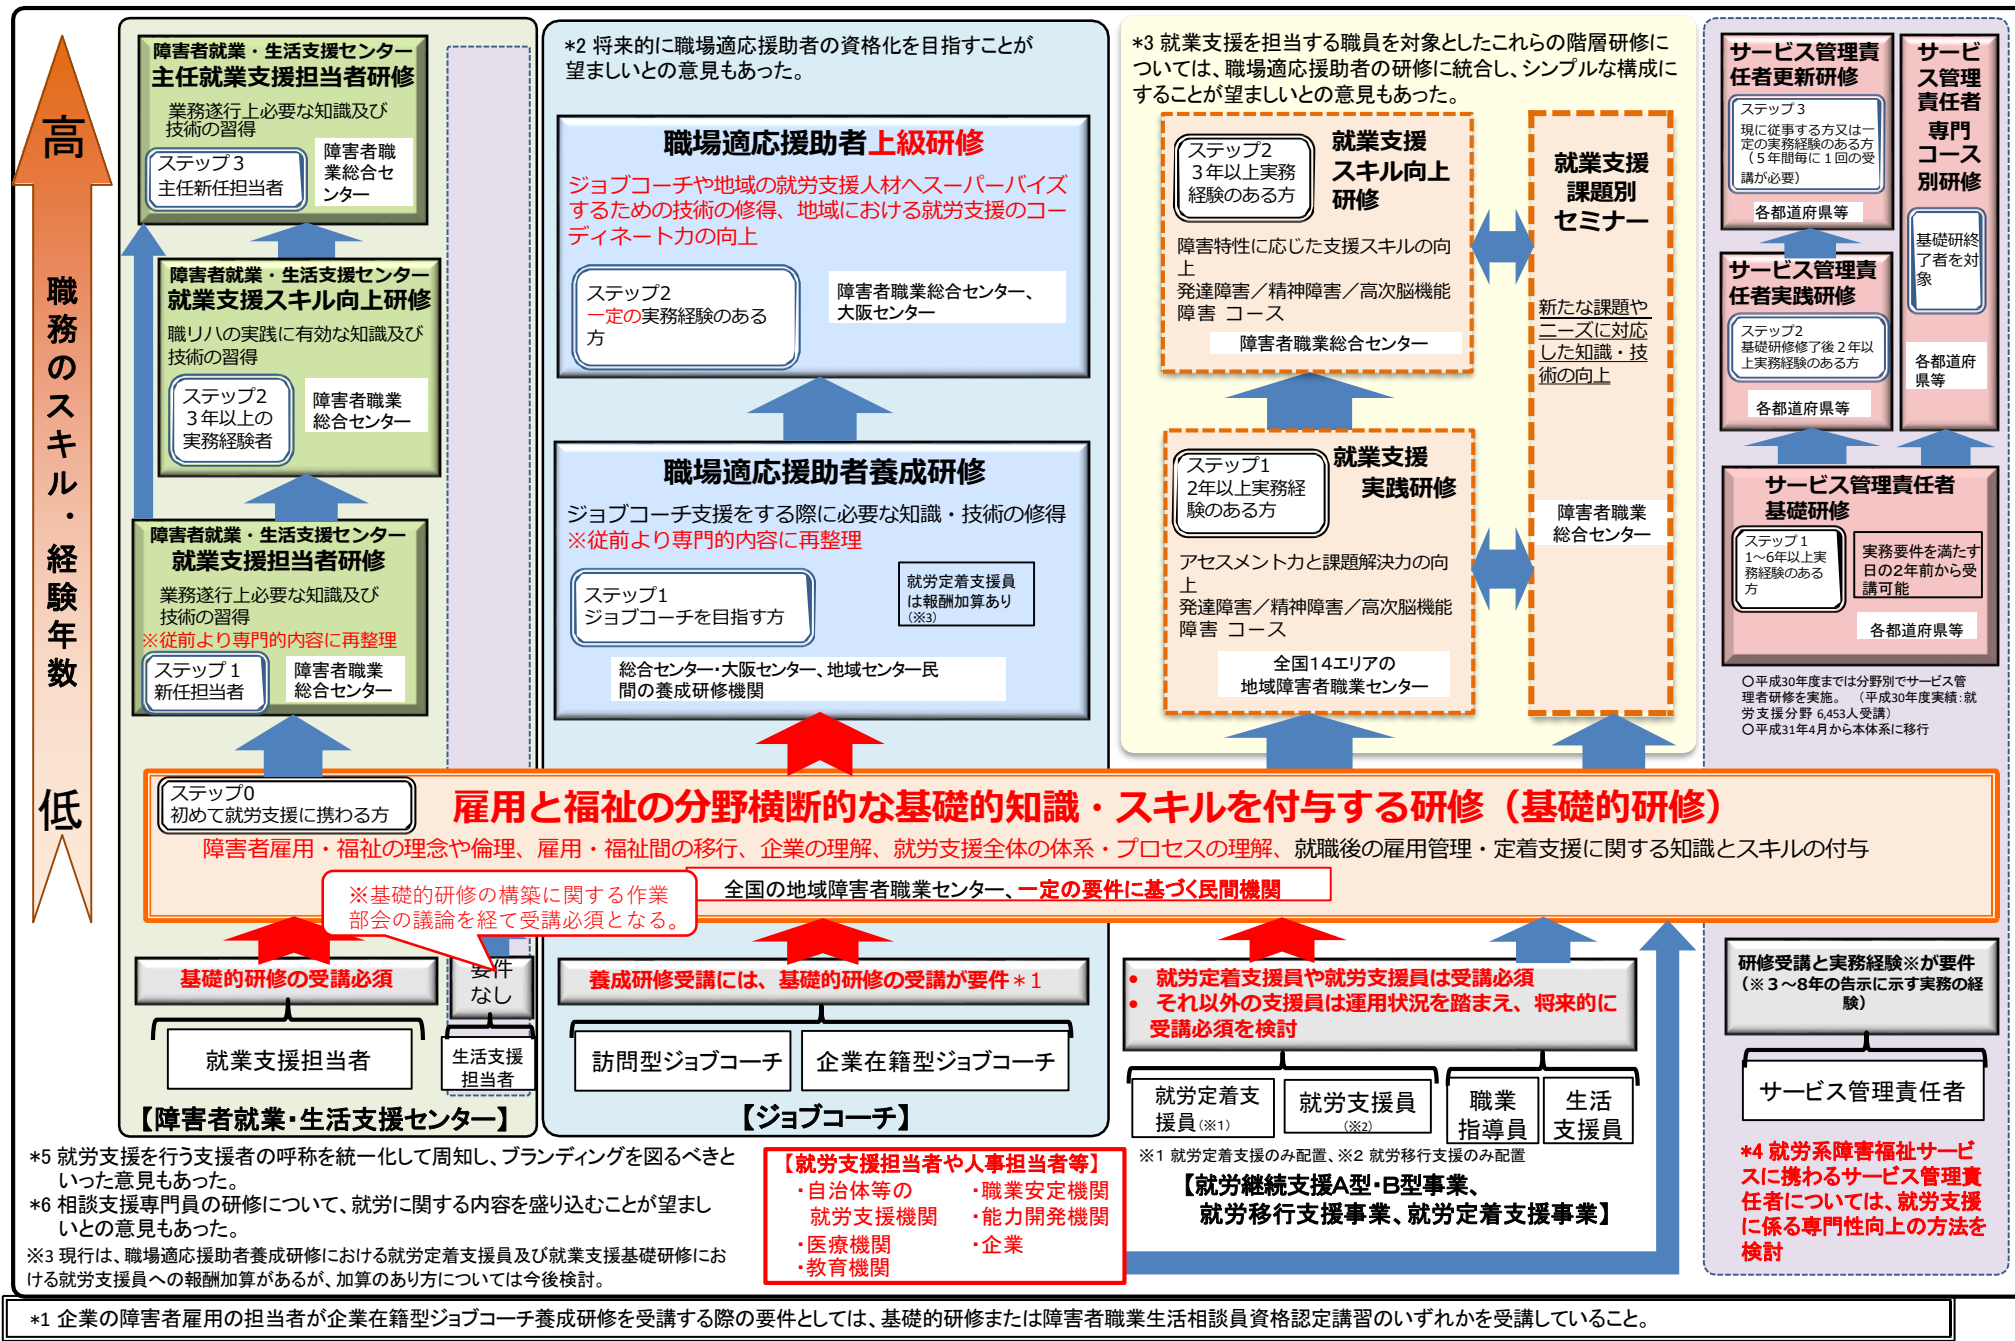 高
職務のスキル・経験年数
低
障害者就業・生活支援センター
主任就業支援担当者研修
業務遂行上必要な知識及び
技術の習得
ステップ３
主任新任担当者
障害者職
業総合セ
ンター
障害者就業・生活支援センター
就業支援スキル向上研修
職リハの実践に有効な知識及び
技術の習得
ステップ2
３年以上の
実務経験者
障害者職業
総合センター
障害者就業・生活支援センター
就業支援担当者研修
業務遂行上必要な知識及び
技術の習得
※従前より専門的内容に再整理
ステップ１
新任担当者
障害者職業
総合センター
*2 将来的に職場適応援助者の資格化を目指すことが
望ましいとの意見もあった。
職場適応援助者上級研修
ジョブコーチや地域の就労支援人材へスーパーバイズ
するための技術の修得、地域における就労支援のコー
ディネート力の向上
ステップ2
一定の実務経験のある
方
障害者職業総合センター、
大阪センター
職場適応援助者養成研修
ジョブコーチ支援をする際に必要な知識・技術の修得
※従前より専門的内容に再整理
ステップ1
ジョブコーチを目指す方
就労定着支援員
は報酬加算あり
(※3)
総合センター・大阪センター、地域センター民
間の養成研修機関
*3 就業支援を担当する職員を対象としたこれらの階層研修に
ついては、職場適応援助者の研修に統合し、シンプルな構成に
することが望ましいとの意見もあった。
ステップ2
３年以上実務
経験のある方
就業支援
スキル向上
研修
障害特性に応じた支援スキルの向
上
発達障害／精神障害／高次脳機能
障害 コース
障害者職業総合センター
ステップ1
2年以上実務経
験のある方
就業支援
実践研修
アセスメント力と課題解決力の向
上
発達障害／精神障害／高次脳機能
障害 コース
全国14エリアの
地域障害者職業センター
就業支援
課題別
セミナー
新たな課題や
ニーズに対応
した知識・技
術の向上
障害者職業
総合センター
サービス管理責
任者更新研修
ステップ３
現に従事する方又は一
定の実務経験のある方
（５年間毎に１回の受
講が必要）
各都道府県等
サービ
ス管理
責任者
専門
コース
別研修
基礎研終
了者を対
象
各都道府
県等
サービス管理責
任者実践研修
ステップ2
基礎研修修了後２年以
上実務経験のある方
各都道府県等
サービス管理責任者
基礎研修
ステップ１
1～6年以上実
務経験のある
方
実務要件を満たす
日の2年前から受
講可能
各都道府県等
〇平成30年度までは分野別でサービス管
理者研修を実施。 （平成30年度実績：就
労支援分野 6,453人受講）
〇平成31年4月から本体系に移行
ステップ0
初めて就労支援に携わる方
雇用と福祉の分野横断的な基礎的知識・スキルを付与する研修（基礎的研修）
障害者雇用・福祉の理念や倫理、雇用・福祉間の移行、企業の理解、就労支援全体の体系・プロセスの理解、就職後の雇用管理・定着支援に関する知識とスキルの付与
全国の地域障害者職業センター、一定の要件に基づく民間機関
※基礎的研修の構築に関する作業
部会の議論を経て受講必須となる。
基礎的研修の受講必須
要件
なし
就業支援担当者
生活支援
担当者
【障害者就業・生活支援センター】
養成研修受講には、基礎的研修の受講が要件＊1
訪問型ジョブコーチ
企業在籍型ジョブコーチ
【ジョブコーチ】
• 就労定着支援員や就労支援員は受講必須
• それ以外の支援員は運用状況を踏まえ、将来的に
受講必須を検討
就労定着支
援員(※1)
就労支援員
(※2)
職業
指導員
生活
支援員
※1 就労定着支援のみ配置、※2 就労移行支援のみ配置
【就労継続支援A型・B型事業、
就労移行支援事業、就労定着支援事業】
研修受講と実務経験※が要件
（※３～8年の告示に示す実務の経
験）
サービス管理責任者
*4 就労系障害福祉サービ
スに携わるサービス管理責
任者については、就労支援
に係る専門性向上の方法を
検討
*5 就労支援を行う支援者の呼称を統一化して周知し、ブランディングを図るべきと
いった意見もあった。
*6 相談支援専門員の研修について、就労に関する内容を盛り込むことが望まし
いとの意見もあった。
※3 現行は、職場適応援助者養成研修における就労定着支援員及び就業支援基礎研修にお
ける就労支援員への報酬加算があるが、加算のあり方については今後検討。
【就労支援担当者や人事担当者等】
・自治体等の
就労支援機関
・医療機関
・教育機関
・職業安定機関
・能力開発機関
・企業
*1 企業の障害者雇用の担当者が企業在籍型ジョブコーチ養成研修を受講する際の要件としては、基礎的研修または障害者職業生活相談員資格認定講習のいずれかを受講していること。